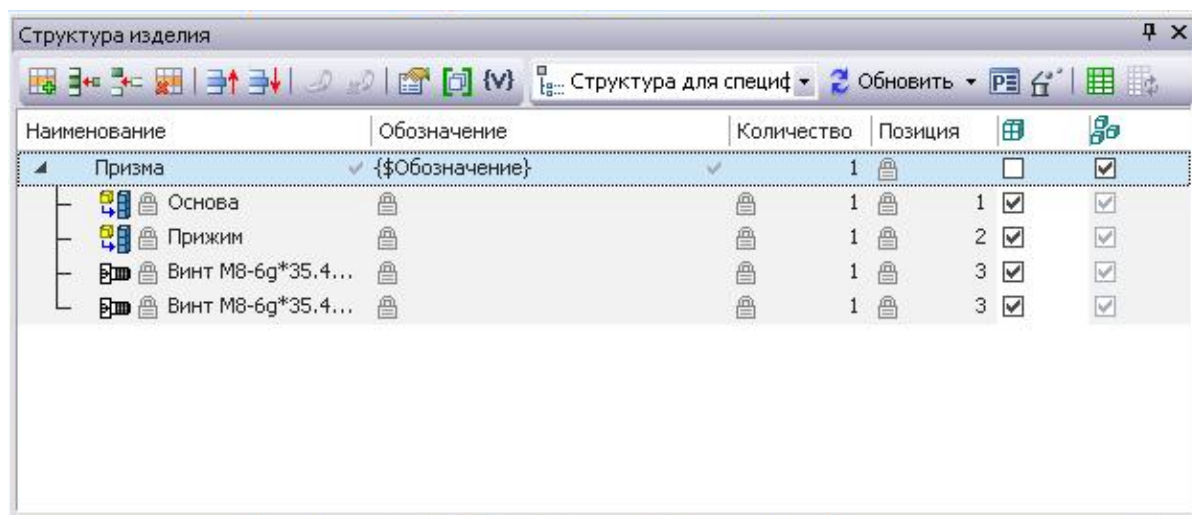 Структура изделия
{v} Структура для специф Обновить PE
Наименование Обозначение Количество Позиция
Призма {$Обозначение} 1
Основа 1 1
Прижим 1 2
Винт М8-6g*35.4... 1 3
Винт М8-6g*35.4... 1 3